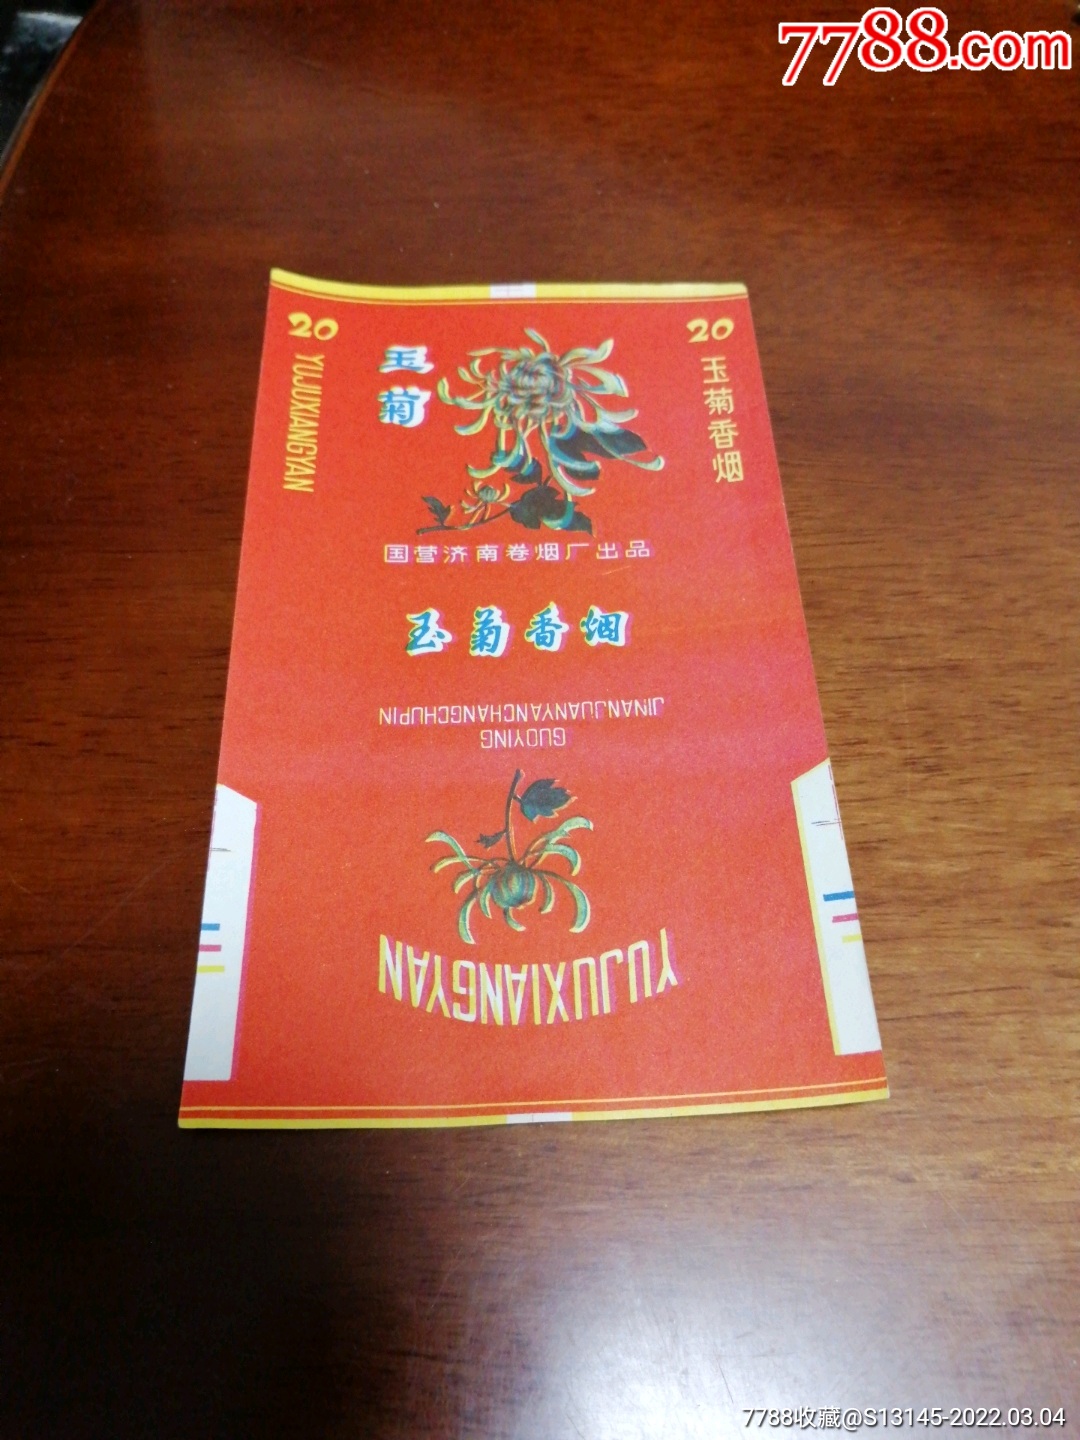 7788.com
20
YUJUXIANGYAN
玉菊
20
玉菊香烟
国营济南卷烟厂出品
玉菊香烟
GUOYING
JINANJUANYANCHANGCHUPIN
YUJUXIANGYAN
7788收藏@S13145-2022.03.04